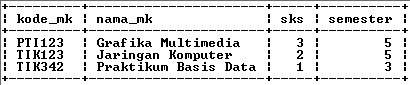 kode_mk nama_mk sks semester
PTI123 Grafika Multimedia 3 5
TIK123 Jaringan Komputer 2 5
TIK342 Praktikum Basis Data 1 3